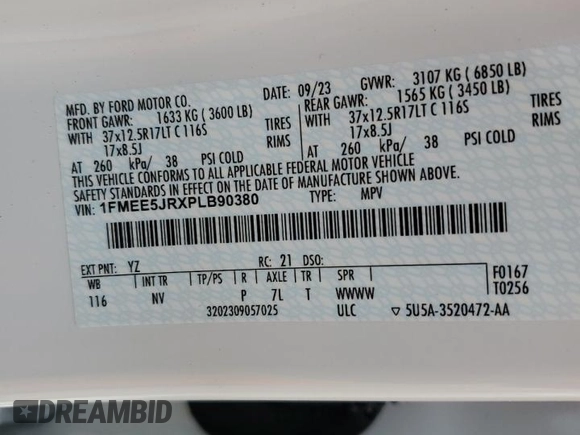 MFD. BY FORD MOTOR CO. DATE: 09/23 GVWR: 3107 KG ( 6850 LB)
FRONT GAWR: 1633 KG ( 3600 LB) REAR GAWR: 1565 KG ( 3450 LB)
WITH 37x12.5R17LT C 116S TIRES WITH 37x12.5R17LT C 116S TIRES
17x8.5J RIMS 17x8.5J RIMS
AT 260 kPa/ 38 PSI COLD AT 260 kPa/ 38 PSI COLD
THIS VEHICLE CONFORMS TO ALL APPLICABLE FEDERAL MOTOR VEHICLE
SAFETY STANDARDS IN EFFECT ON THE DATE OF MANUFACTURE SHOWN ABOVE.
VIN: 1FMEE5JRXPLB90380 TYPE: MPV
EXT PNT: YZ RC: 21 DSO:
WB INT TR TP/PS R AXLE TR SPR F0167
116 NV P 7L T WWWW T0256
3202309057025 ULC ▽ 5U5A-3520472-AA
DREAMBID